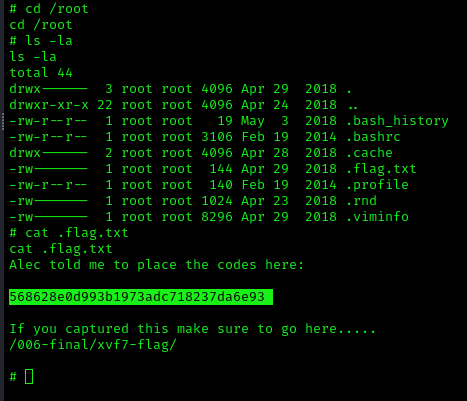 # cd /root
cd /root
# ls -la
ls -la
total 44
drwx------  3 root root 4096 Apr 29  2018 .
drwxr-xr-x 22 root root 4096 Apr 24  2018 ..
-rw-r--r--  1 root root   19 May  3  2018 .bash_history
-rw-r--r--  1 root root 3106 Feb 19  2014 .bashrc
drwx------  2 root root 4096 Apr 28  2018 .cache
-rw-------  1 root root  144 Apr 29  2018 .flag.txt
-rw-r--r--  1 root root  140 Feb 19  2014 .profile
-rw-------  1 root root 1024 Apr 23  2018 .rnd
-rw-------  1 root root 8296 Apr 29  2018 .viminfo
# cat .flag.txt
cat .flag.txt
Alec told me to place the codes here:
568628e0d993b1973adc718237da6e93
If you captured this make sure to go here.....
/006-final/xvf7-flag/
#